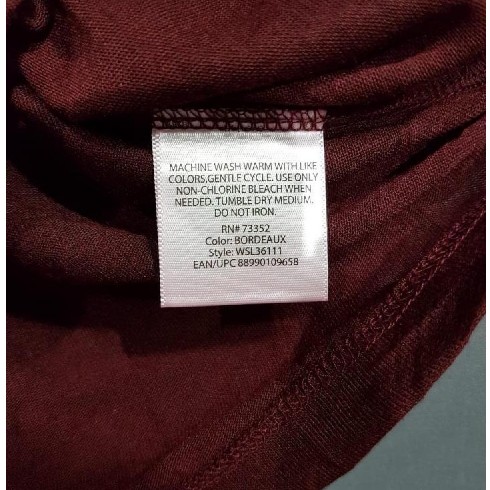 MACHINE WASH WARM WITH LIKE
COLORS,GENTLE CYCLE. USE ONLY
NON-CHLORINE BLEACH WHEN
NEEDED. TUMBLE DRY MEDIUM.
DO NOT IRON.
RN# 73352
Color: BORDEAUX
Style: WSL36111
EAN/UPC 88990109658